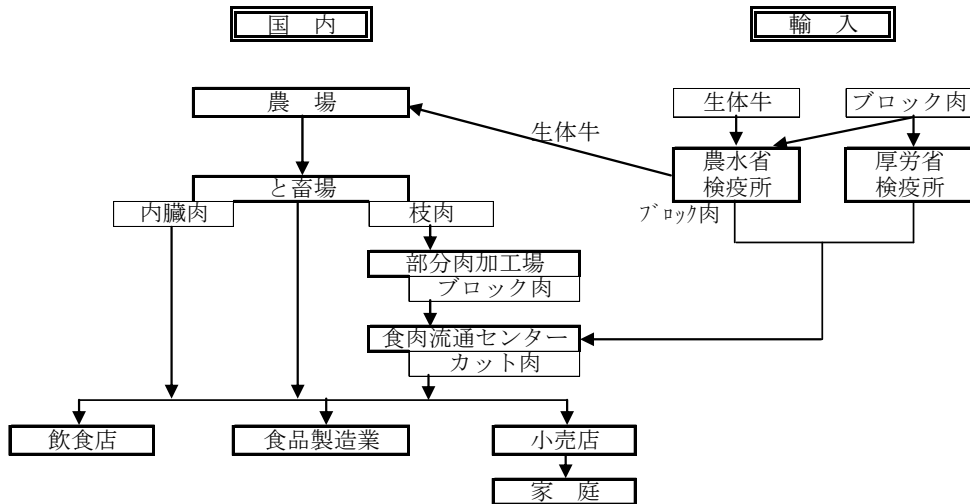 国　内
輸　入
農　場
生体牛
生体牛
ブロック肉
農水省
検疫所
厚労省
検疫所
と畜場
内臓肉
枝肉
ブロック肉
部分肉加工場
ブロック肉
食肉流通センター
カット肉
飲食店
食品製造業
小売店
家　庭